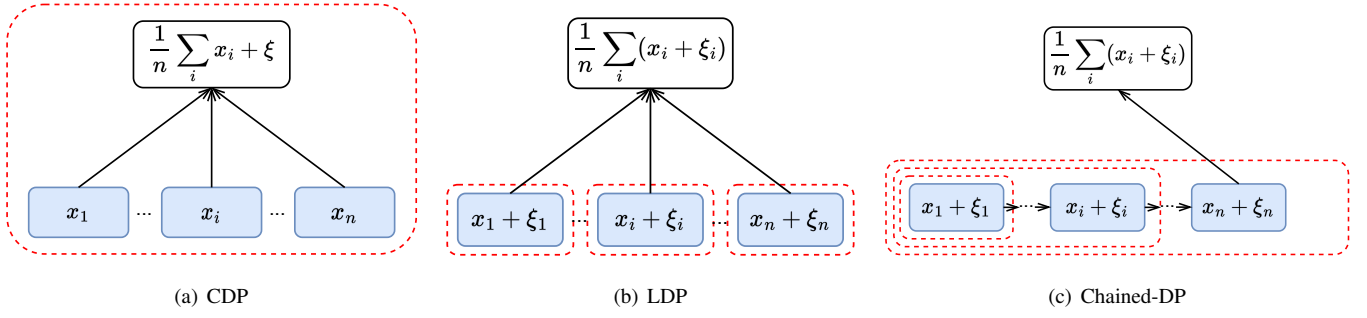 1/n ∑_i x_i + ξ
x_1 ... x_i ... x_n
(a) CDP
1/n ∑_i (x_i + ξ_i)
x_1 + ξ_1 ... x_i + ξ_i ... x_n + ξ_n
(b) LDP
1/n ∑_i (x_i + ξ_i)
x_1 + ξ_1 ... x_i + ξ_i ... x_n + ξ_n
(c) Chained-DP